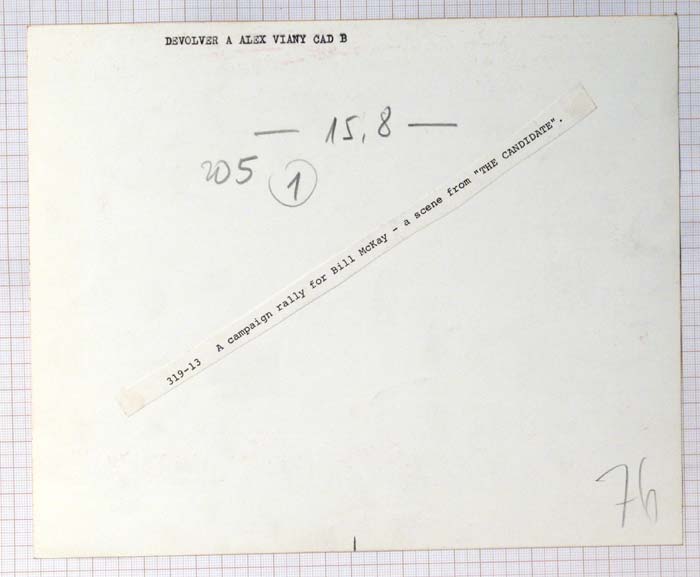 DEVOLVER A ALEX VIANY CAD B
— 15,8 —
205 1
319-13 A campaign rally for Bill McKay - a scene from "THE CANDIDATE".
76